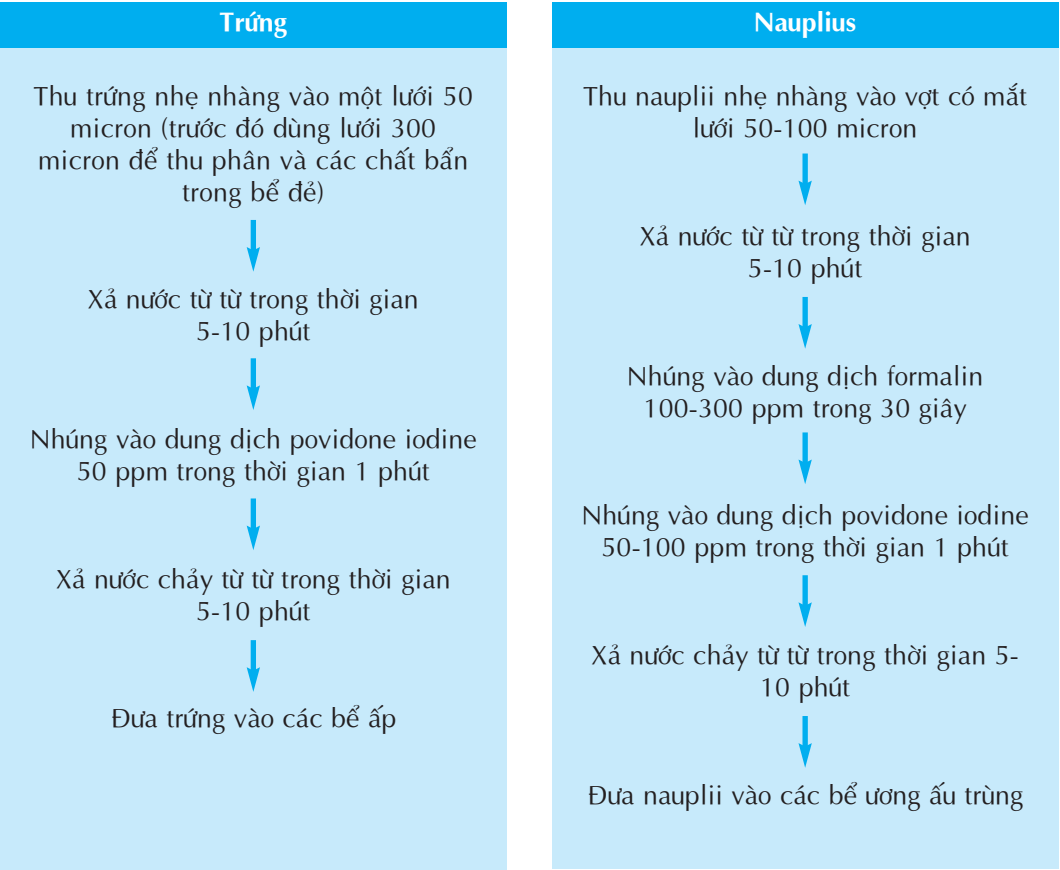 Trứng
Thu trứng nhẹ nhàng vào một lưới 50
micron (trước đó dùng lưới 300
micron để thu phân và các chất bẩn
trong bể đẻ)
Xả nước từ từ trong thời gian
5-10 phút
Nhúng vào dung dịch povidone iodine
50 ppm trong thời gian 1 phút
Xả nước chảy từ từ trong thời gian
5-10 phút
Đưa trứng vào các bể ấp
Nauplius
Thu nauplii nhẹ nhàng vào vợt có mắt
lưới 50-100 micron
Xả nước từ từ trong thời gian
5-10 phút
Nhúng vào dung dịch formalin
100-300 ppm trong 30 giây
Nhúng vào dung dịch povidone iodine
50-100 ppm trong thời gian 1 phút
Xả nước chảy từ từ trong thời gian 5-
10 phút
Đưa nauplii vào các bể ương ấu trùng